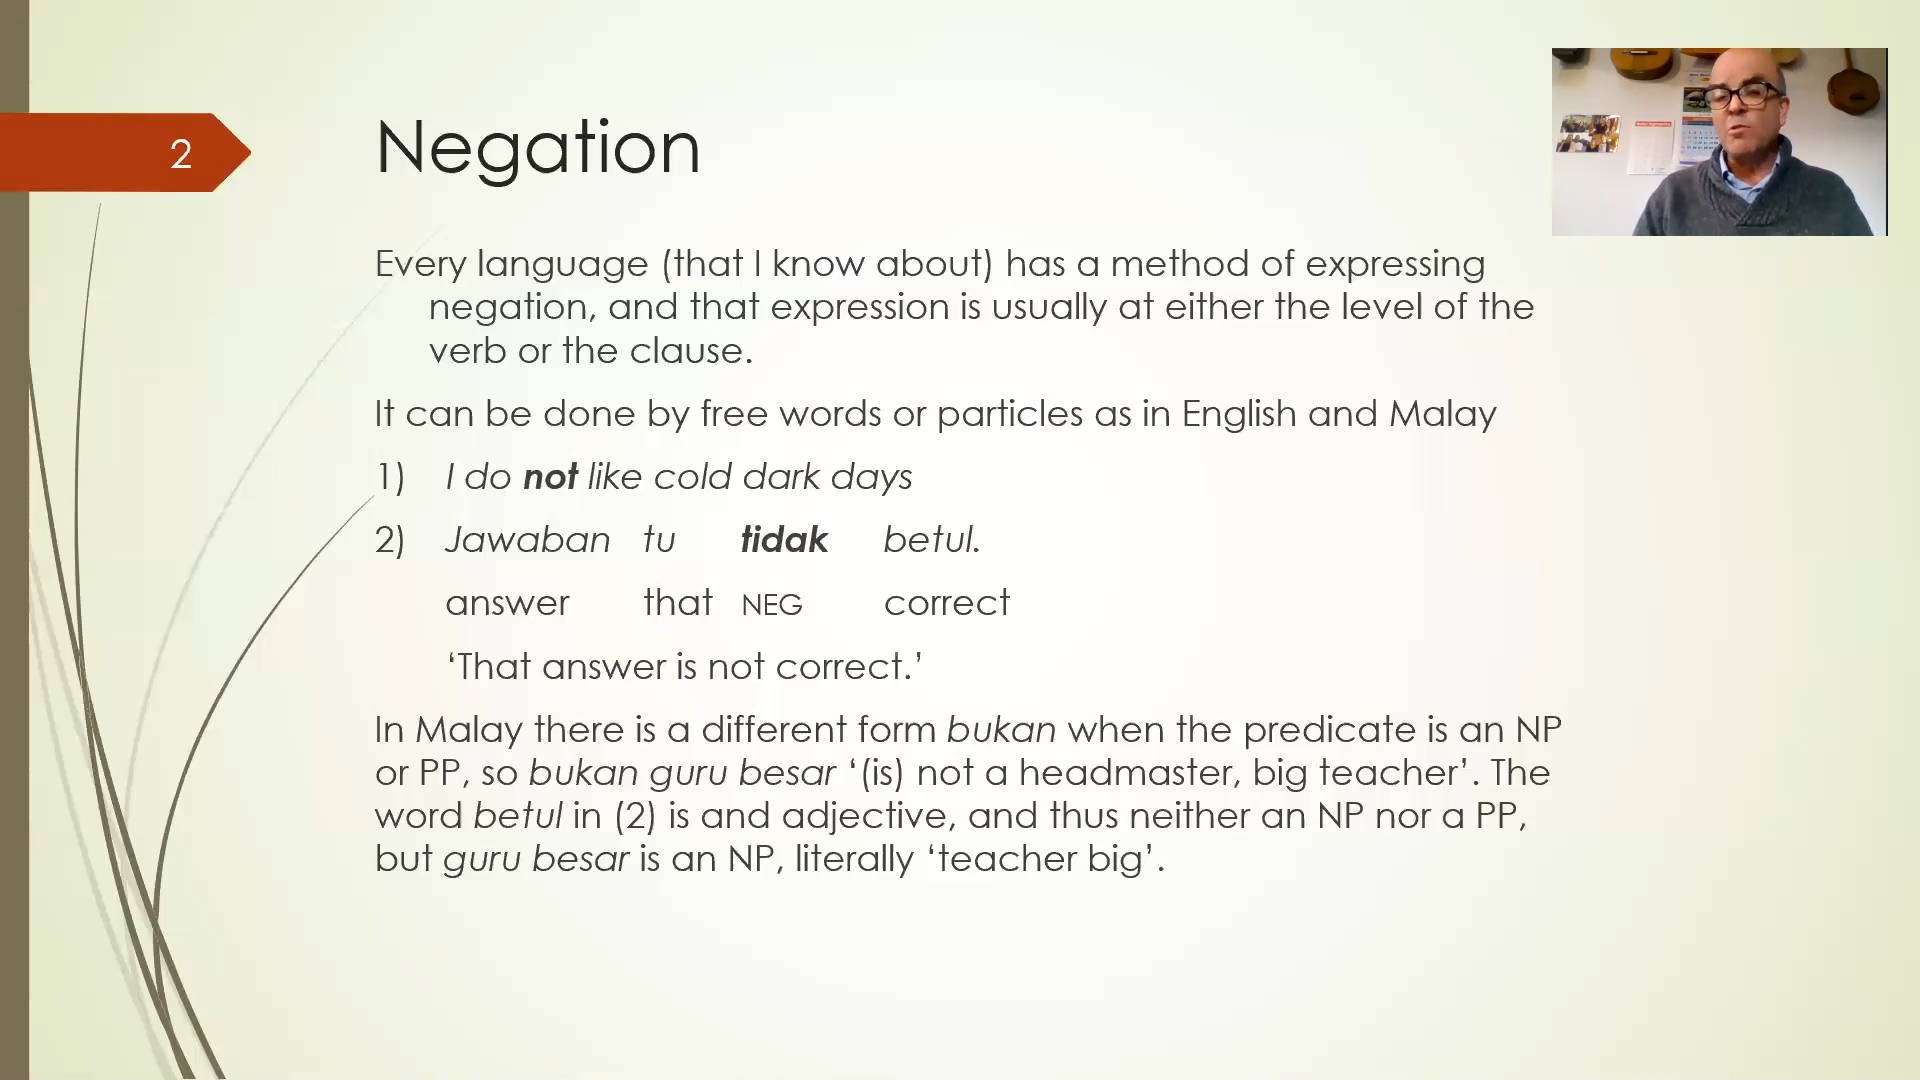 2
Negation
Every language (that I know about) has a method of expressing
negation, and that expression is usually at either the level of the
verb or the clause.
It can be done by free words or particles as in English and Malay
1) I do not like cold dark days
2) Jawaban tu tidak betul.
answer that NEG correct
‘That answer is not correct.’
In Malay there is a different form bukan when the predicate is an NP
or PP, so bukan guru besar ‘(is) not a headmaster, big teacher’. The
word betul in (2) is and adjective, and thus neither an NP nor a PP,
but guru besar is an NP, literally ‘teacher big’.